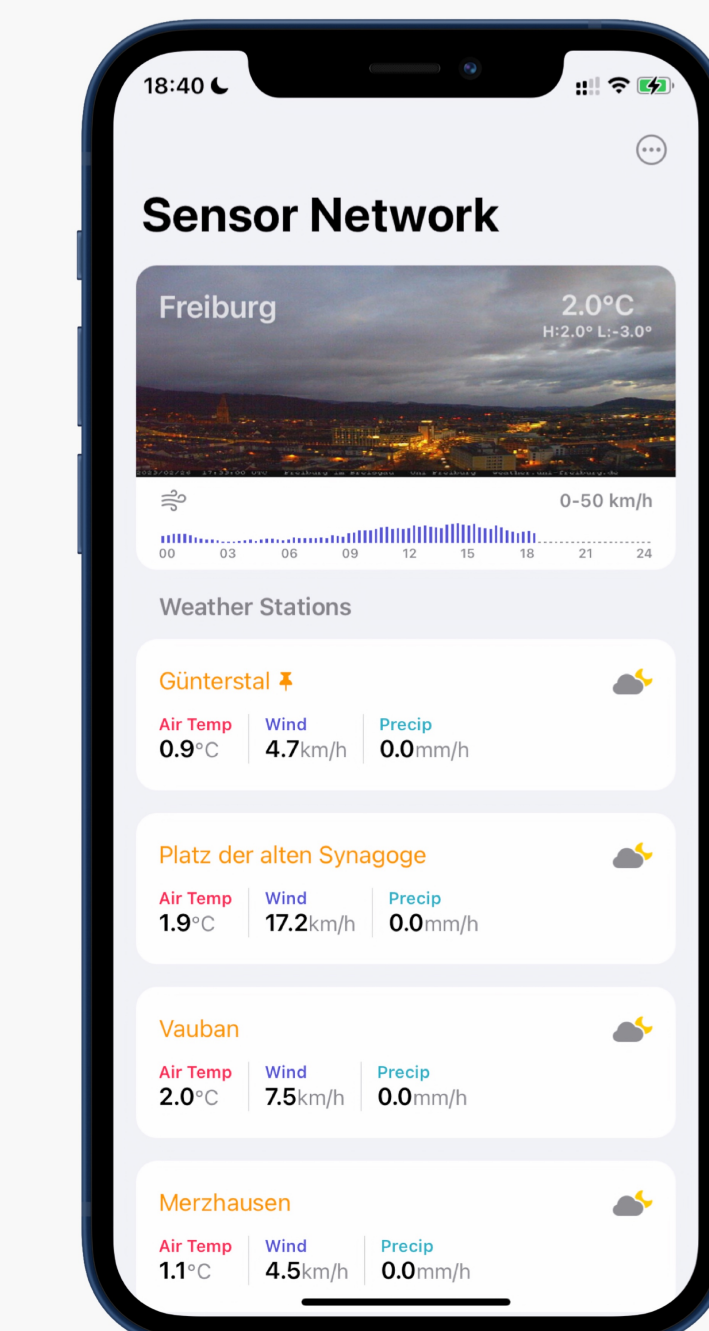 18:40
Sensor Network
Freiburg
2.0°C
H:2.0° L:-3.0°
0-50 km/h
00 03 06 09 12 15 18 21 24
Weather Stations
Günterstal
Air Temp Wind Precip
0.9°C 4.7km/h 0.0mm/h
Platz der alten Synagoge
Air Temp Wind Precip
1.9°C 17.2km/h 0.0mm/h
Vauban
Air Temp Wind Precip
2.0°C 7.5km/h 0.0mm/h
Merzhausen
Air Temp Wind Precip
1.1°C 4.5km/h 0.0mm/h